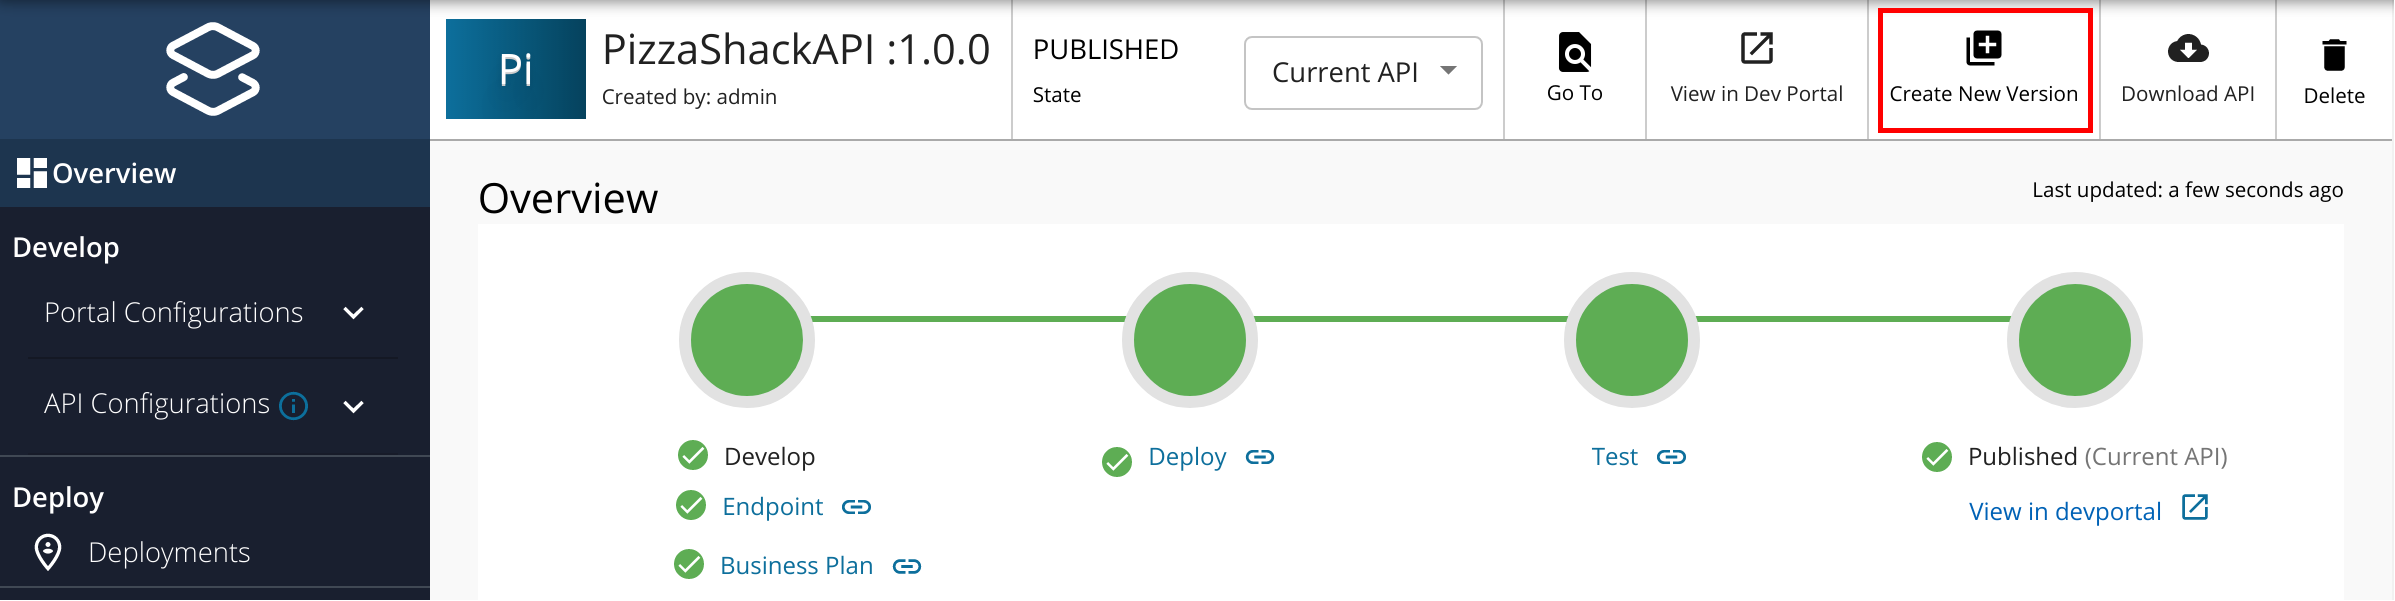 Pi
PizzaShackAPI :1.0.0
Created by: admin
PUBLISHED
State
Current API
Go To
View in Dev Portal
Create New Version
Download API
Delete
Overview
Develop
Portal Configurations
API Configurations
Deploy
Deployments
Overview
Last updated: a few seconds ago
Develop
Endpoint
Business Plan
Deploy
Test
Published (Current API)
View in devportal